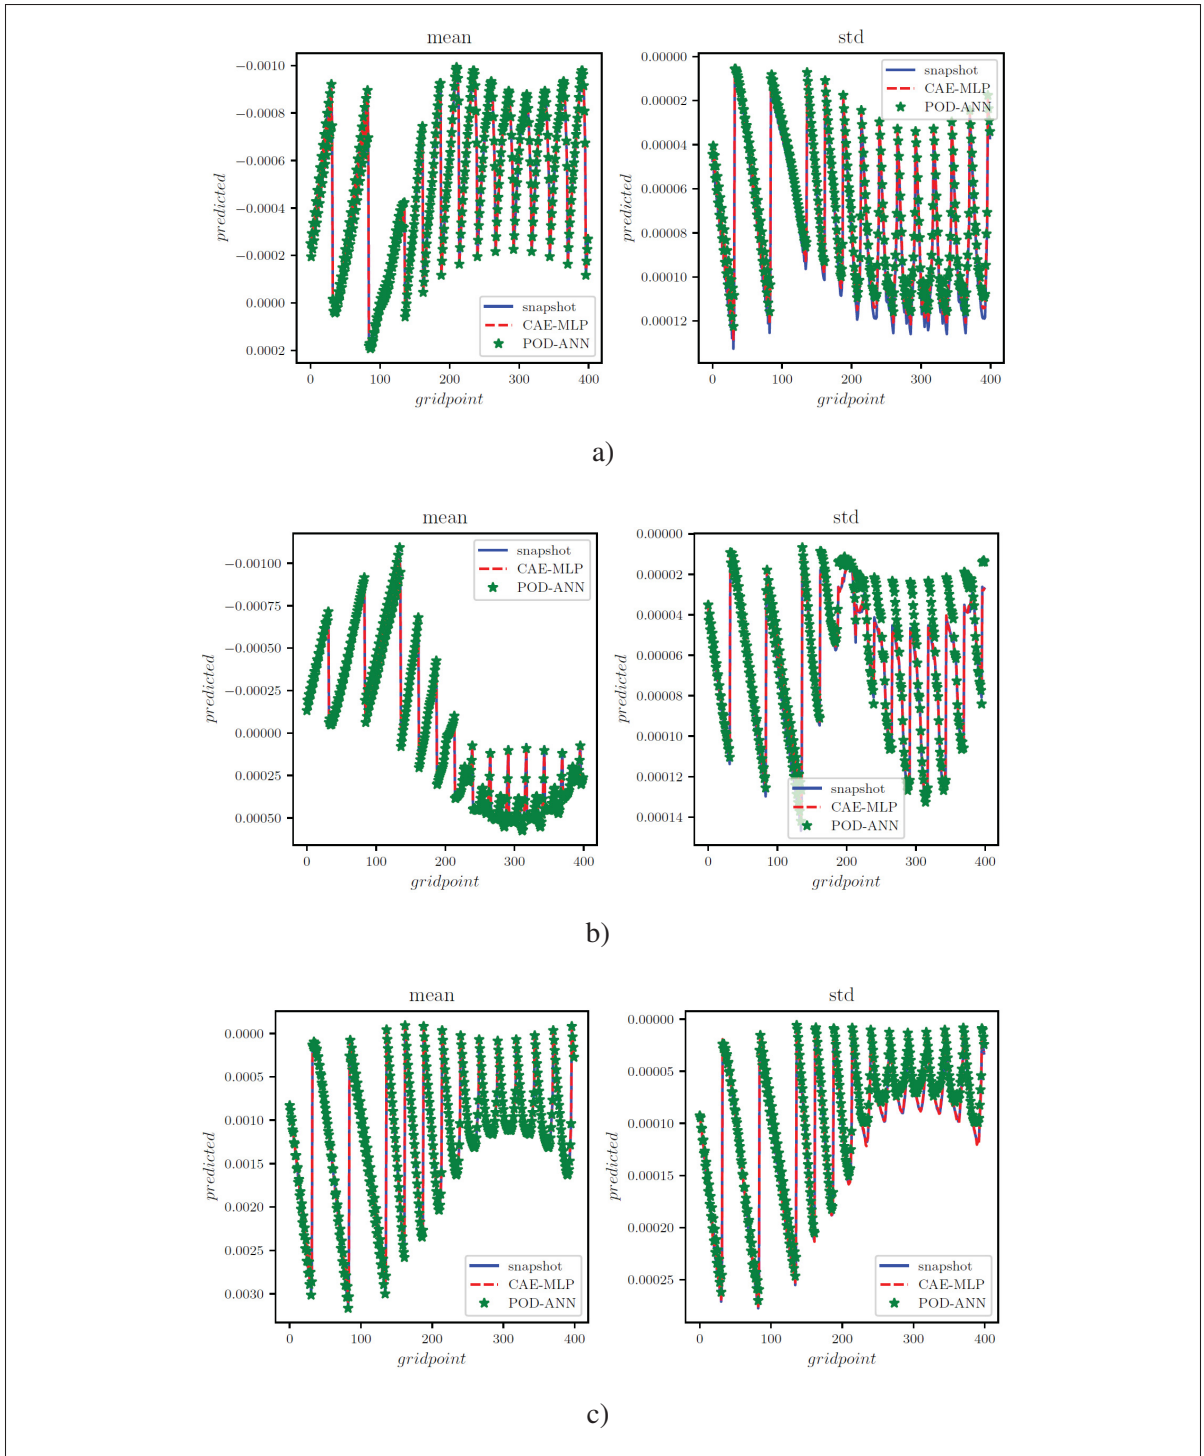 mean
−0.0010
−0.0008
−0.0006
−0.0004
−0.0002
0.0000
0.0002
predicted
0
100
200
300
400
gridpoint
snapshot
CAE-MLP
POD-ANN
std
0.00000
0.00002
0.00004
0.00006
0.00008
0.00010
0.00012
predicted
0
100
200
300
400
gridpoint
snapshot
CAE-MLP
POD-ANN
a)
mean
−0.00100
−0.00075
−0.00050
−0.00025
0.00000
0.00025
0.00050
predicted
0
100
200
300
400
gridpoint
snapshot
CAE-MLP
POD-ANN
std
0.00000
0.00002
0.00004
0.00006
0.00008
0.00010
0.00012
0.00014
predicted
0
100
200
300
400
gridpoint
snapshot
CAE-MLP
POD-ANN
b)
mean
0.0000
0.0005
0.0010
0.0015
0.0020
0.0025
0.0030
predicted
0
100
200
300
400
gridpoint
snapshot
CAE-MLP
POD-ANN
std
0.00000
0.00005
0.00010
0.00015
0.00020
0.00025
predicted
0
100
200
300
400
gridpoint
snapshot
CAE-MLP
POD-ANN
c)